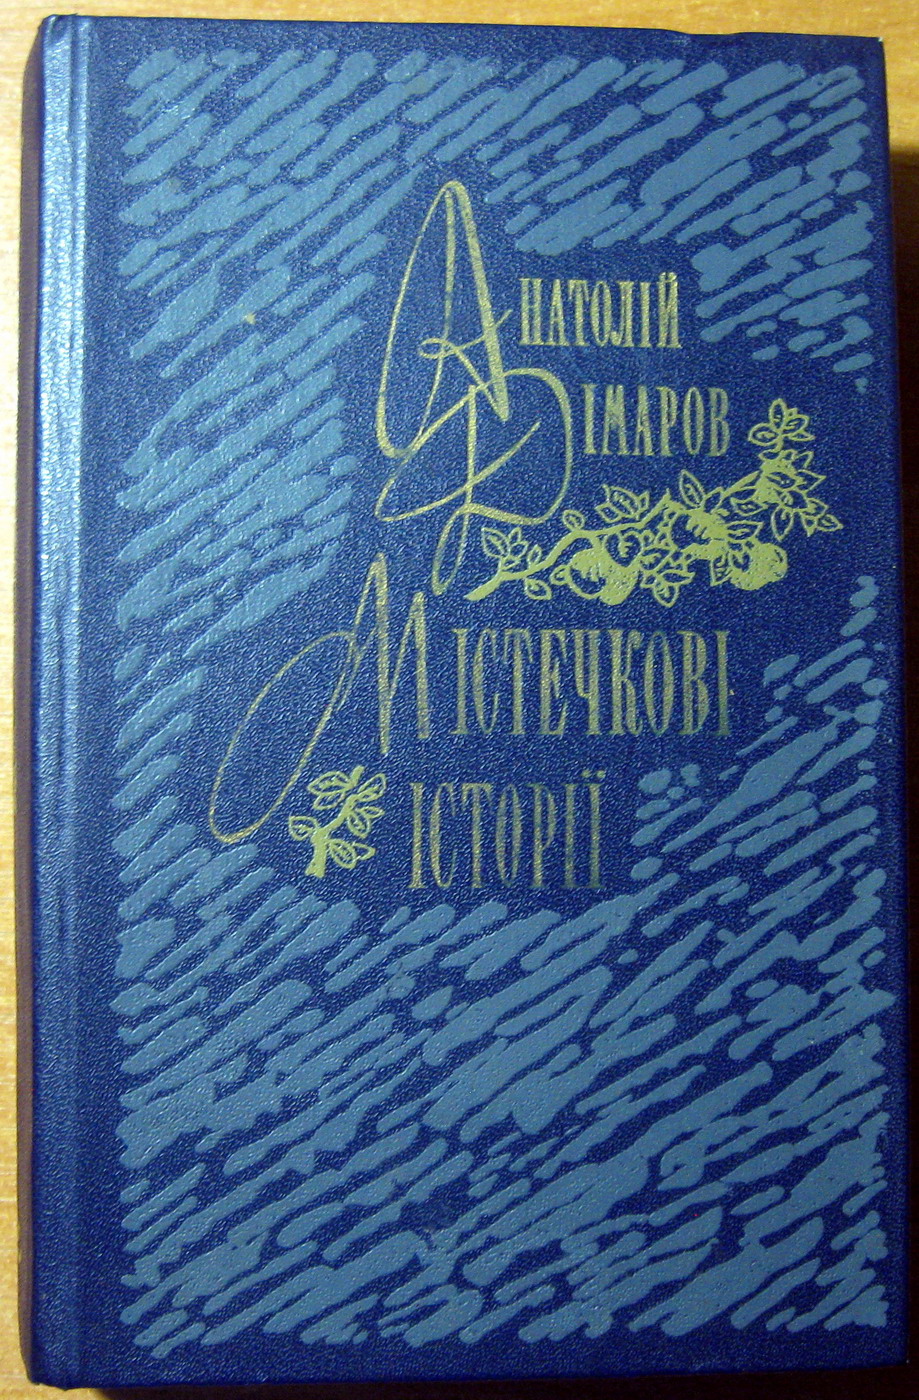 Анатолій
Дімаров
Містечкові
історії